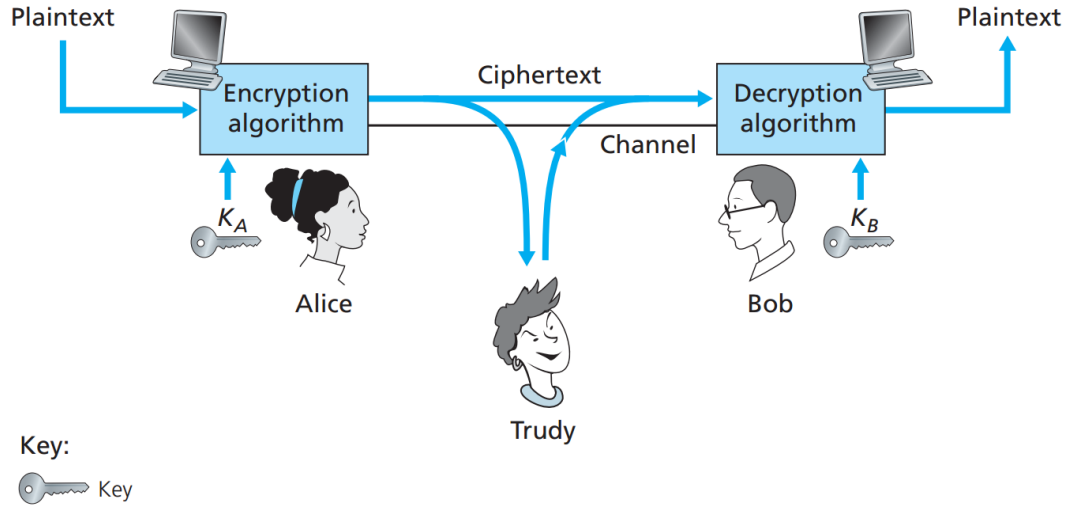 Plaintext
Plaintext
Ciphertext
Encryption
algorithm
Decryption
algorithm
Channel
K_A
K_B
Alice
Bob
Trudy
Key:
Key